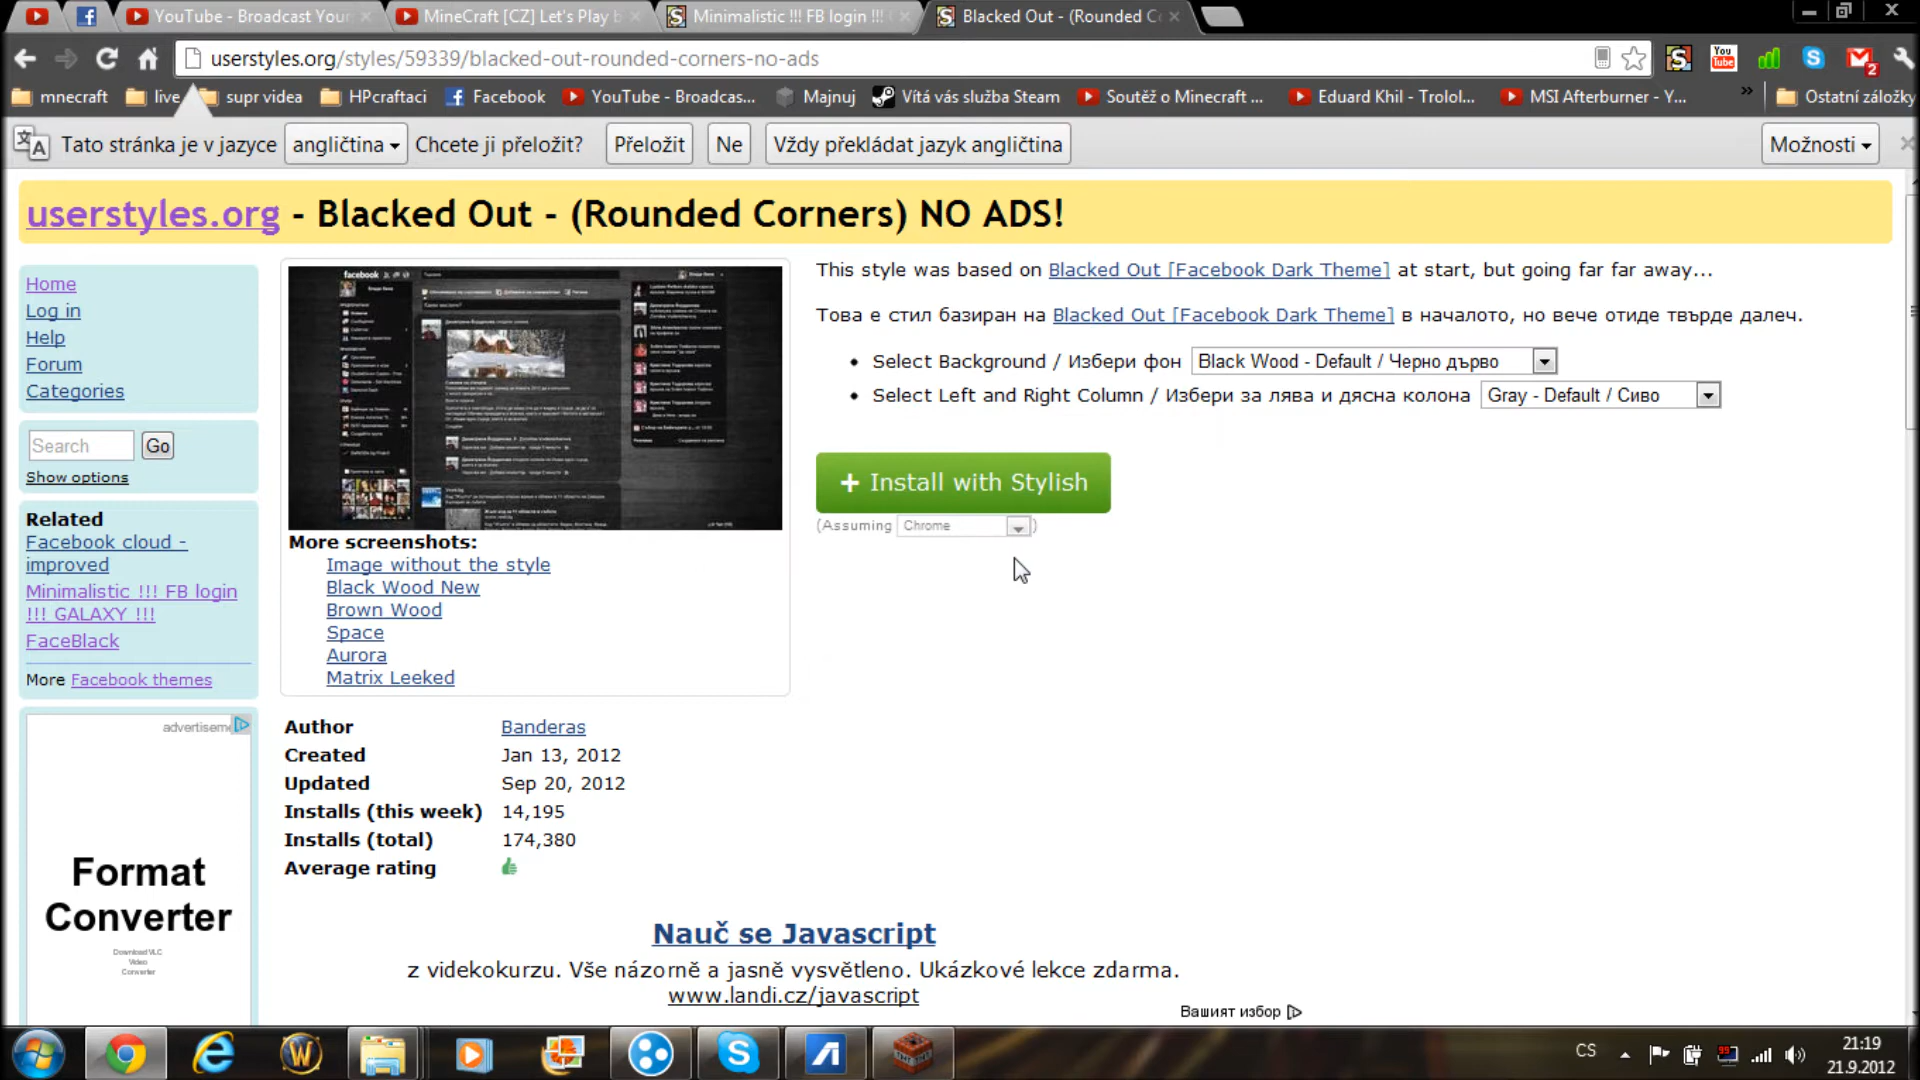 YouTube - Broadcast Your
MineCraft [CZ] Let's Play b
Minimalistic !!! FB login !!!
Blacked Out - (Rounded Co
userstyles.org/styles/59339/blacked-out-rounded-corners-no-ads
mnecraft
live
supr videa
HPcraftaci
Facebook
YouTube - Broadcas...
Majnuj
Vítá vás služba Steam
Soutěž o Minecraft ...
Eduard Khil - Trolol...
MSI Afterburner - Y...
Ostatní záložky
Tato stránka je v jazyce angličtina Chcete ji přeložit? Přeložit Ne Vždy překládat jazyk angličtina Možnosti
userstyles.org - Blacked Out - (Rounded Corners) NO ADS!
Home
Log in
Help
Forum
Categories
Search Go
Show options
Related
Facebook cloud -
improved
Minimalistic !!! FB login
!!! GALAXY !!!
FaceBlack
More Facebook themes
advertisem
Format
Converter
Download VLC
Video
Converter
facebook
More screenshots:
Image without the style
Black Wood New
Brown Wood
Space
Aurora
Matrix Leeked
This style was based on Blacked Out [Facebook Dark Theme] at start, but going far far away...
Това е стил базиран на Blacked Out [Facebook Dark Theme] в началото, но вече отиде твърде далеч.
Select Background / Избери фон Black Wood - Default / Черно дърво
Select Left and Right Column / Избери за лява и дясна колона Gray - Default / Сиво
+ Install with Stylish
(Assuming Chrome )
Author Banderas
Created Jan 13, 2012
Updated Sep 20, 2012
Installs (this week) 14,195
Installs (total) 174,380
Average rating
Nauč se Javascript
z videkokurzu. Vše názorně a jasně vysvětleno. Ukázkové lekce zdarma.
www.landi.cz/javascript
Вашият избор
CS
21:19
21.9.2012